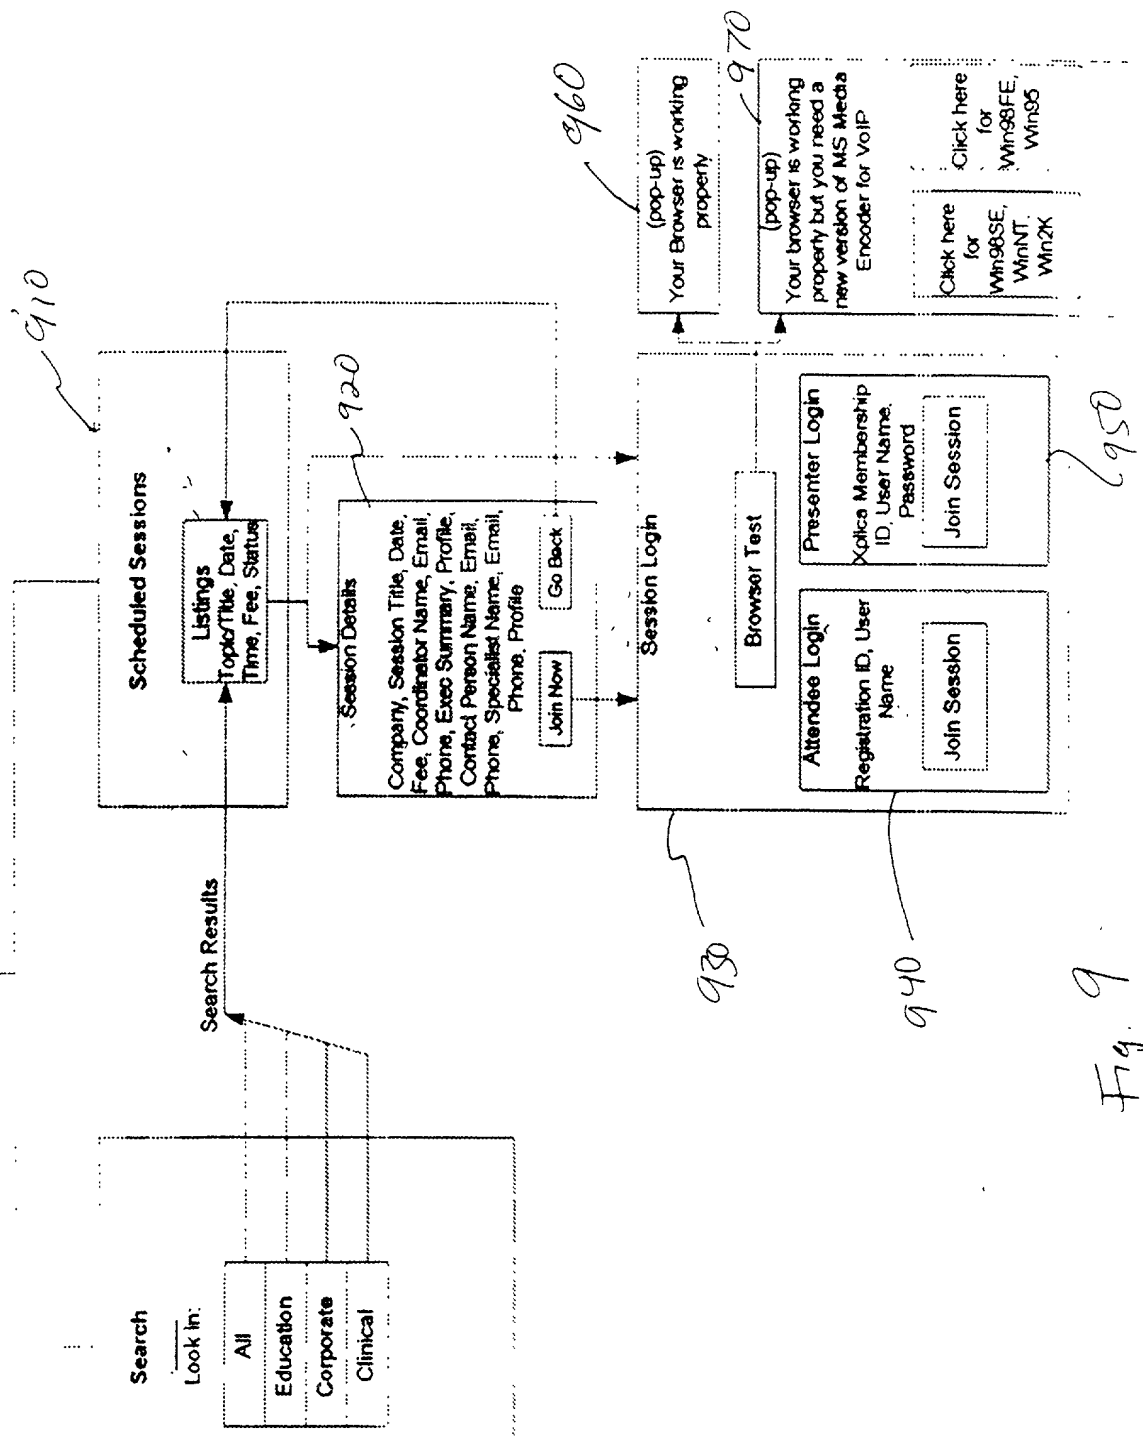 Search
Look In:
All
Education
Corporate
Clinical
Search Results
910
Scheduled Sessions
Listings
Topic/Title, Date,
Time, Fee, Status
920
Session Details
Company, Session Title, Date,
Fee, Coordinator Name, Email,
Phone, Exec Summary, Profile,
Contact Person Name, Email,
Phone, Specialist Name, Email,
Phone, Profile
Join Now
Go Back
930
Session Login
Browser Test
940
Attendee Login
Registration ID, User
Name
Join Session
950
Presenter Login
Xplica Membership
ID, User Name,
Password
Join Session
960
(pop-up)
Your Browser is working
properly
970
(pop-up)
Your browser is working
properly but you need a
new version of MS Media
Encoder for VoIP
Click here
for
Win98SE,
WinNT,
Win2K
Click here
for
Win98FE,
Win95
Fig. 9